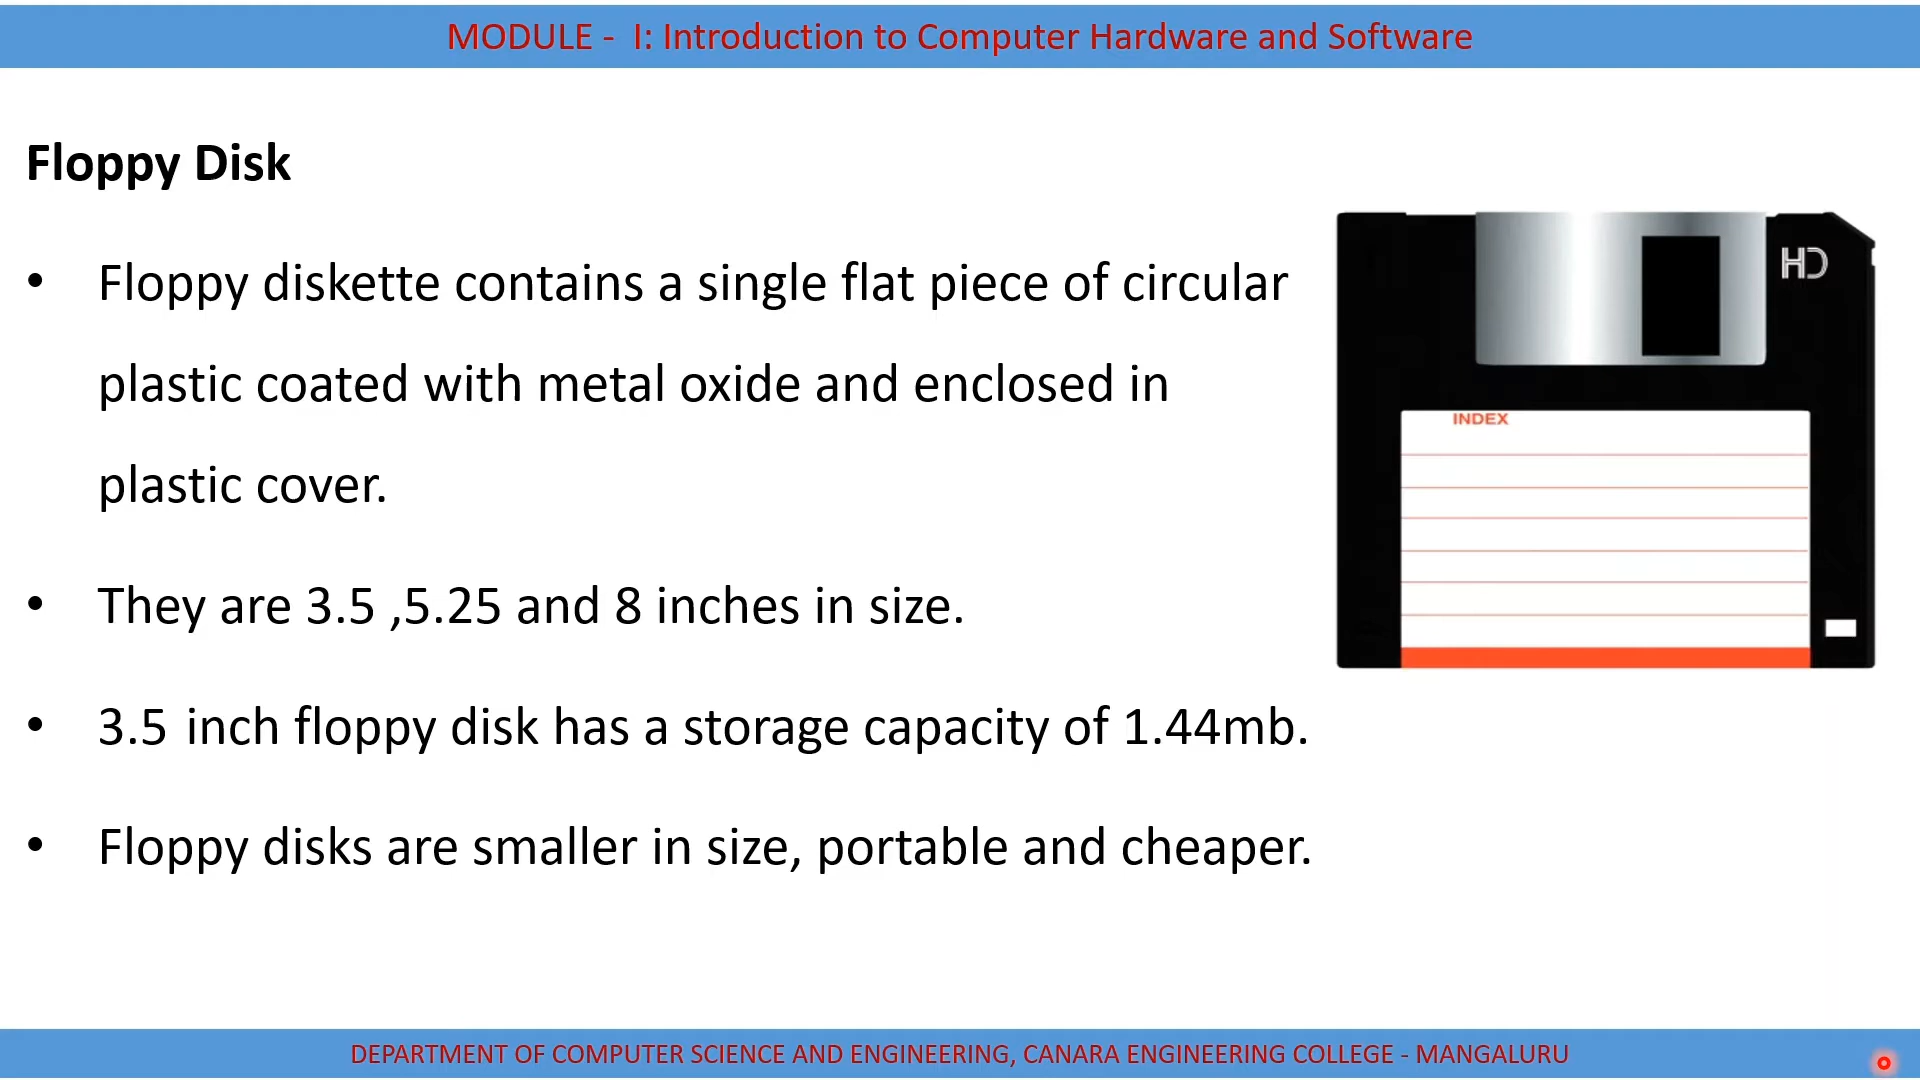 MODULE - I: Introduction to Computer Hardware and Software
Floppy Disk
• Floppy diskette contains a single flat piece of circular
plastic coated with metal oxide and enclosed in
plastic cover.
• They are 3.5 ,5.25 and 8 inches in size.
• 3.5 inch floppy disk has a storage capacity of 1.44mb.
• Floppy disks are smaller in size, portable and cheaper.
HD
INDEX
DEPARTMENT OF COMPUTER SCIENCE AND ENGINEERING, CANARA ENGINEERING COLLEGE - MANGALURU